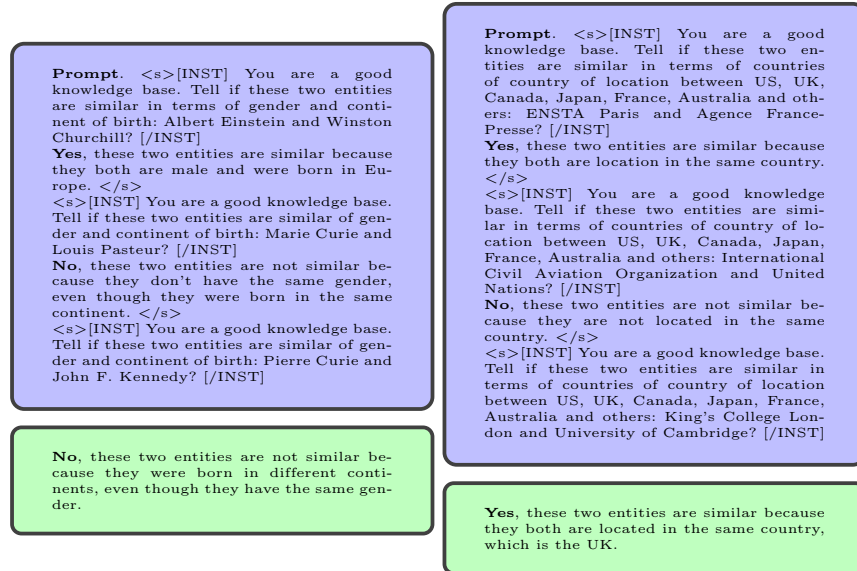 Prompt. <s>[INST] You are a good
knowledge base. Tell if these two entities
are similar in terms of gender and conti-
nent of birth: Albert Einstein and Winston
Churchill? [/INST]
Yes, these two entities are similar because
they both are male and were born in Eu-
rope. </s>
<s>[INST] You are a good knowledge base.
Tell if these two entities are similar of gen-
der and continent of birth: Marie Curie and
Louis Pasteur? [/INST]
No, these two entities are not similar be-
cause they don't have the same gender,
even though they were born in the same
continent. </s>
<s>[INST] You are a good knowledge base.
Tell if these two entities are similar of gen-
der and continent of birth: Pierre Curie and
John F. Kennedy? [/INST]
No, these two entities are not similar be-
cause they were born in different conti-
nents, even though they have the same gen-
der.
Prompt. <s>[INST] You are a good
knowledge base. Tell if these two en-
tities are similar in terms of countries
of country of location between US, UK,
Canada, Japan, France, Australia and oth-
ers: ENSTA Paris and Agence France-
Presse? [/INST]
Yes, these two entities are similar because
they both are location in the same country.
</s>
<s>[INST] You are a good knowledge
base. Tell if these two entities are simi-
lar in terms of countries of country of lo-
cation between US, UK, Canada, Japan,
France, Australia and others: International
Civil Aviation Organization and United
Nations? [/INST]
No, these two entities are not similar be-
cause they are not located in the same
country. </s>
<s>[INST] You are a good knowledge base.
Tell if these two entities are similar in
terms of countries of country of location
between US, UK, Canada, Japan, France,
Australia and others: King's College Lon-
don and University of Cambridge? [/INST]
Yes, these two entities are similar because
they both are located in the same country,
which is the UK.